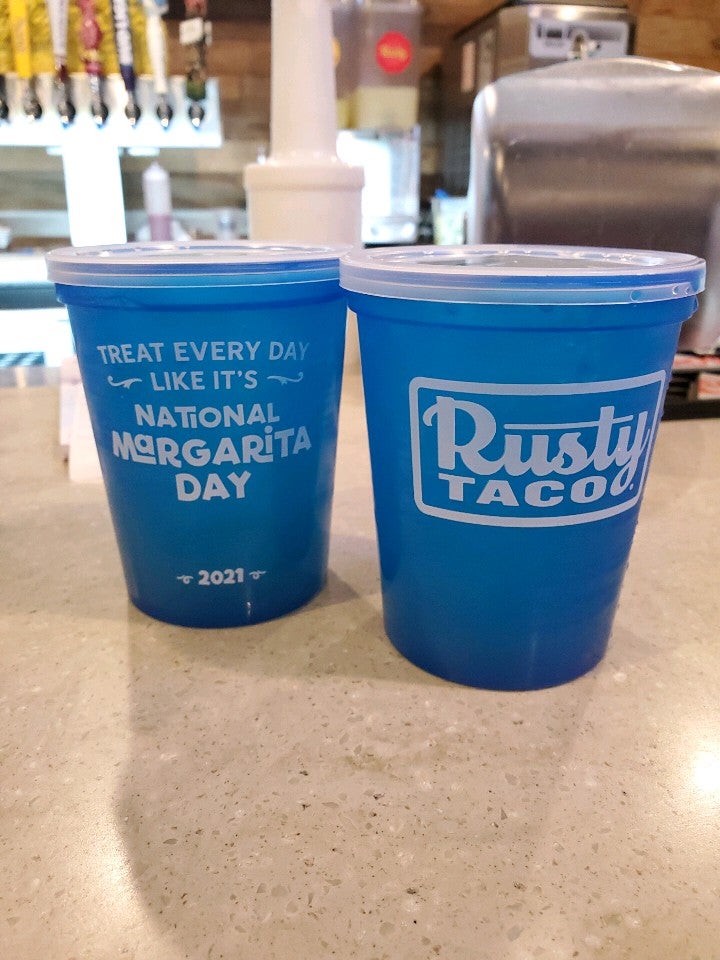 TREAT EVERY DAY
LIKE IT'S
NATIONAL
MARGARITA
DAY
2021
Rusty
TACO